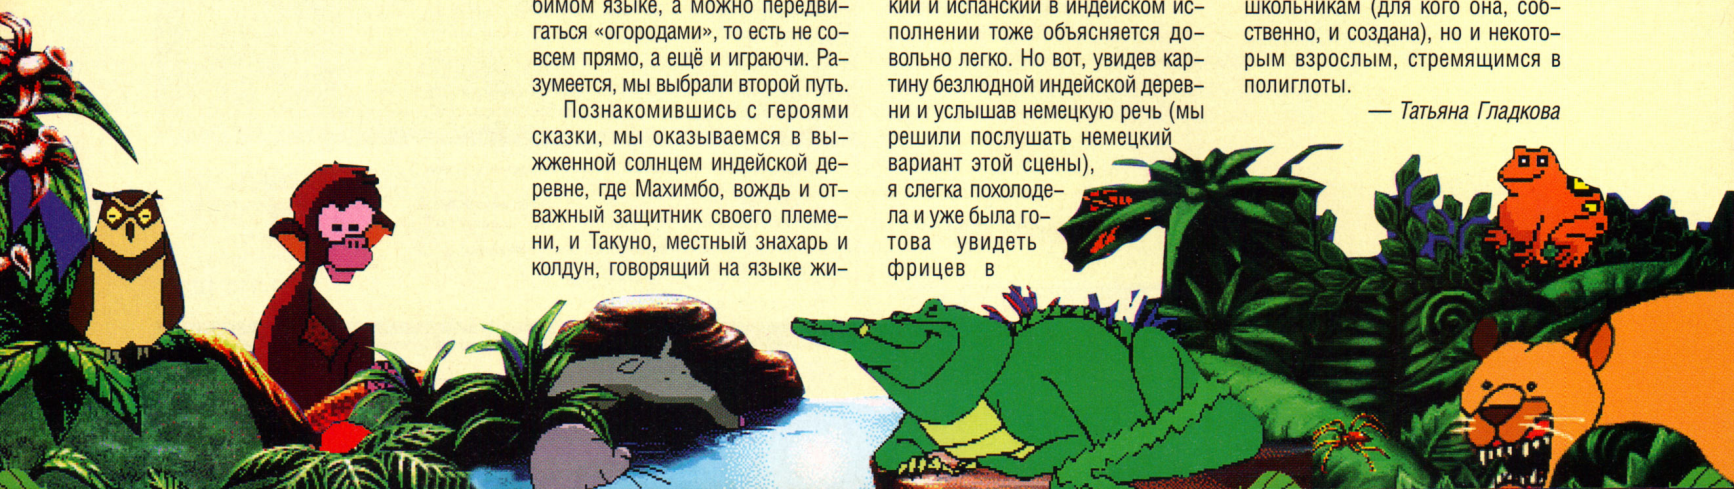 бимом языке, а можно передви-
гаться «огородами», то есть не со-
всем прямо, а ещё и играючи. Ра-
зумеется, мы выбрали второй путь.
Познакомившись с героями
сказки, мы оказываемся в вы-
жженной солнцем индейской де-
ревне, где Махимбо, вождь и от-
важный защитник своего племе-
ни, и Такуно, местный знахарь и
колдун, говорящий на языке жи-
кий и испанский в индейском ис-
полнении тоже объясняется до-
вольно легко. Но вот, увидев кар-
тину безлюдной индейской дерев-
ни и услышав немецкую речь (мы
решили послушать немецкий
вариант этой сцены),
я слегка похолоде-
ла и уже была го-
това увидеть
фрицев в
школьникам (для кого она, соб-
ственно, и создана), но и некото-
рым взрослым, стремящимся в
полиглоты.
— Татьяна Гладкова